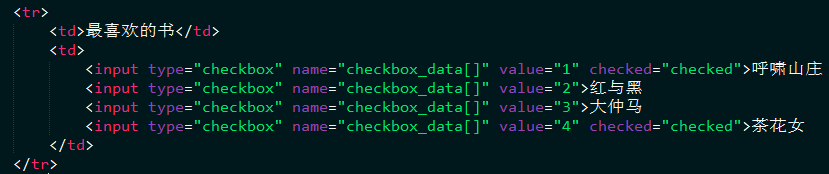 <tr>
<td>最喜欢的书</td>
<td>
<input type="checkbox" name="checkbox_data[]" value="1" checked="checked">呼啸山庄
<input type="checkbox" name="checkbox_data[]" value="2">红与黑
<input type="checkbox" name="checkbox_data[]" value="3">大仲马
<input type="checkbox" name="checkbox_data[]" value="4" checked="checked">茶花女
</td>
</tr>